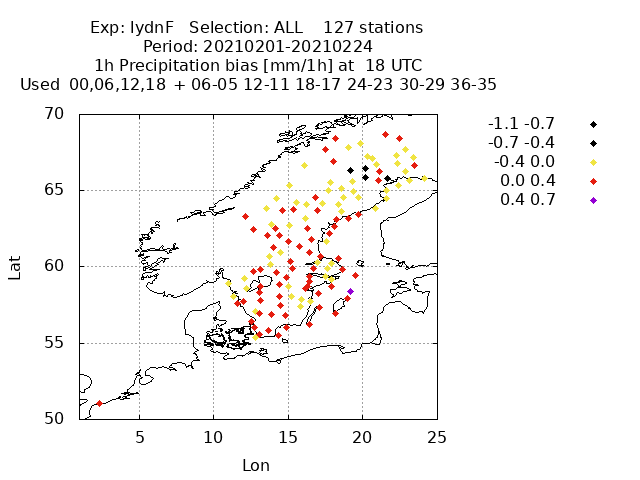 Exp: lydnF   Selection: ALL    127 stations
Period: 20210201-20210224
1h Precipitation bias [mm/1h] at  18 UTC
Used  00,06,12,18 + 06-05 12-11 18-17 24-23 30-29 36-35
70
65
60
55
50
5 10 15 20 25
Lat
Lon
-1.1 -0.7
-0.7 -0.4
-0.4 0.0
0.0 0.4
0.4 0.7